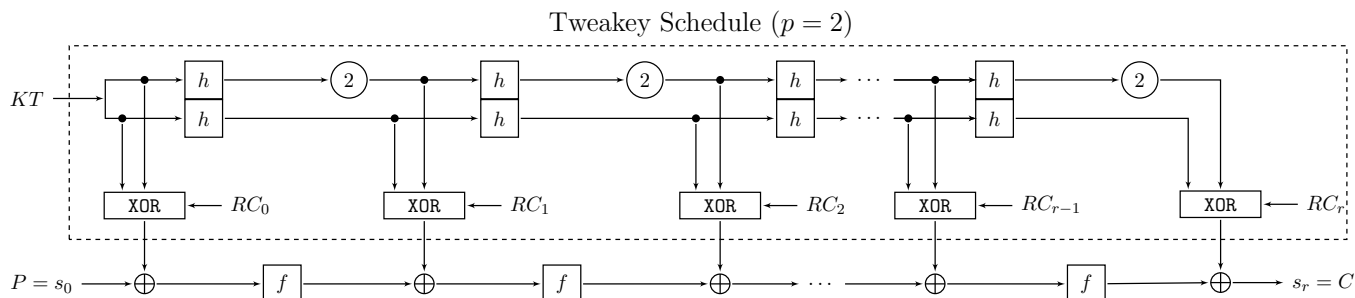 Tweakey Schedule (p = 2)
h 2 h 2 h ··· h 2
KT
h h h ··· h
XOR RC₀ XOR RC₁ XOR RC₂ XOR RCᵣ₋₁ XOR RCᵣ
P = s₀ f f ··· f sᵣ = C